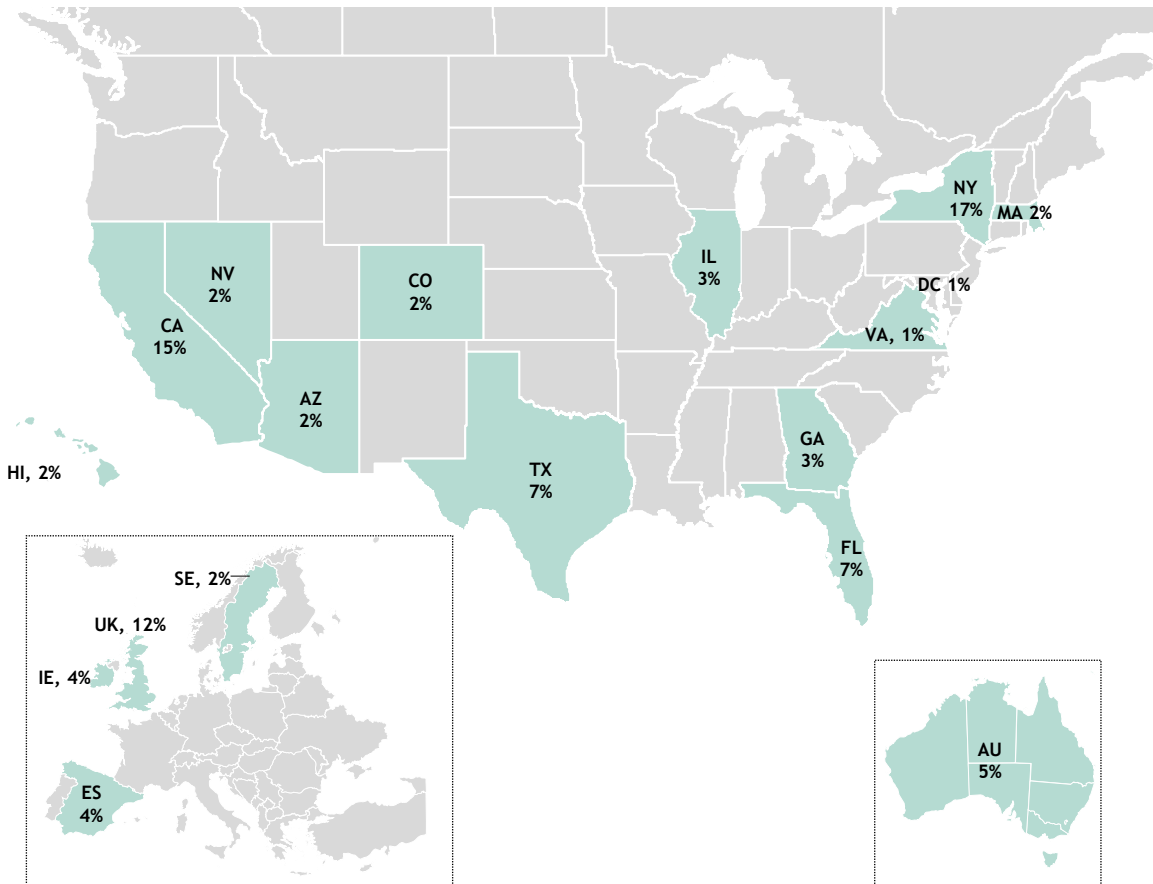 NY
17%
MA 2%
IL
3%
NV
2%
CO
2%
DC 1%
CA
15%
VA, 1%
AZ
2%
GA
3%
HI, 2%
TX
7%
FL
7%
SE, 2%
UK, 12%
IE, 4%
ES
4%
AU
5%